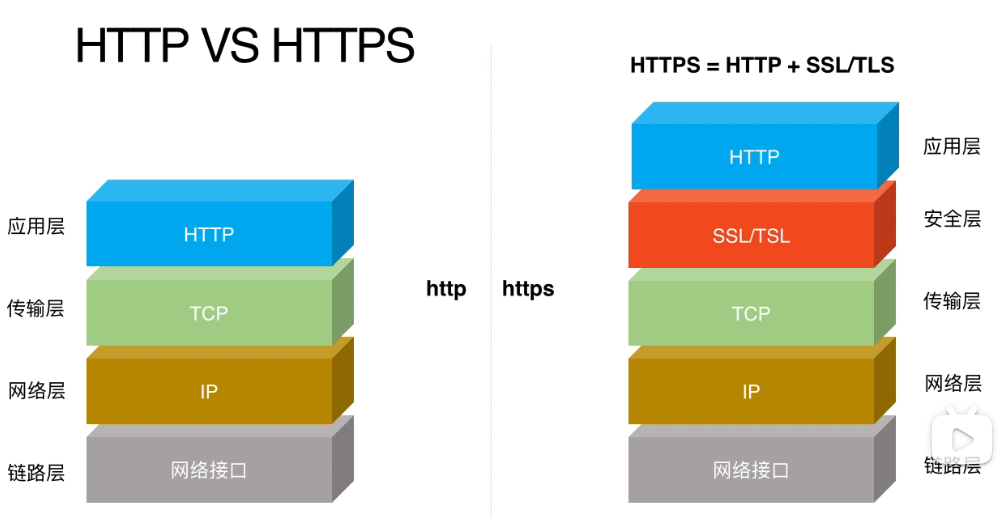 HTTP VS HTTPS
HTTPS = HTTP + SSL/TLS
应用层
HTTP
传输层
TCP
网络层
IP
链路层
网络接口
http
https
HTTP
应用层
SSL/TSL
安全层
TCP
传输层
IP
网络层
网络接口
链路层